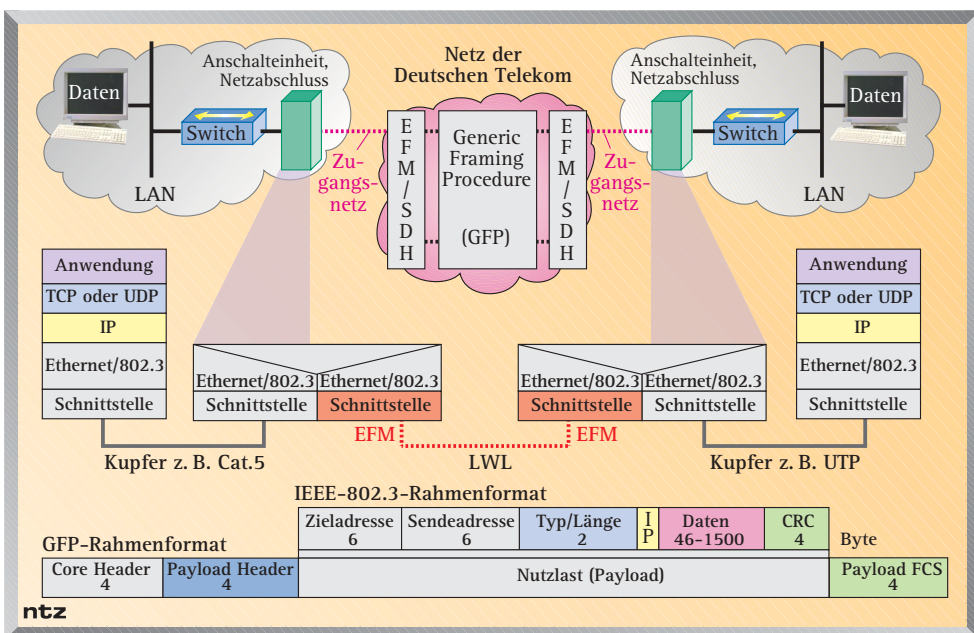 Netz der
Deutschen Telekom
Anschalteinheit,
Netzabschluss
Anschalteinheit,
Netzabschluss
Daten
Switch
LAN
Zu-
gangs-
netz
E
F
M
/
S
D
H
Generic
Framing
Procedure
(GFP)
E
F
M
/
S
D
H
Zu-
gangs-
netz
Switch
Daten
LAN
Anwendung
TCP oder UDP
IP
Ethernet/802.3
Schnittstelle
Ethernet/802.3 Ethernet/802.3
Schnittstelle Schnittstelle
EFM
Ethernet/802.3 Ethernet/802.3
Schnittstelle Schnittstelle
EFM
Anwendung
TCP oder UDP
IP
Ethernet/802.3
Schnittstelle
Kupfer z. B. Cat.5
LWL
Kupfer z. B. UTP
IEEE-802.3-Rahmenformat
Zieladresse
6
Sendeadresse
6
Typ/Länge
2
I
P
Daten
46-1500
CRC
4
Byte
GFP-Rahmenformat
Core Header
4
Payload Header
4
Nutzlast (Payload)
Payload FCS
4
ntz